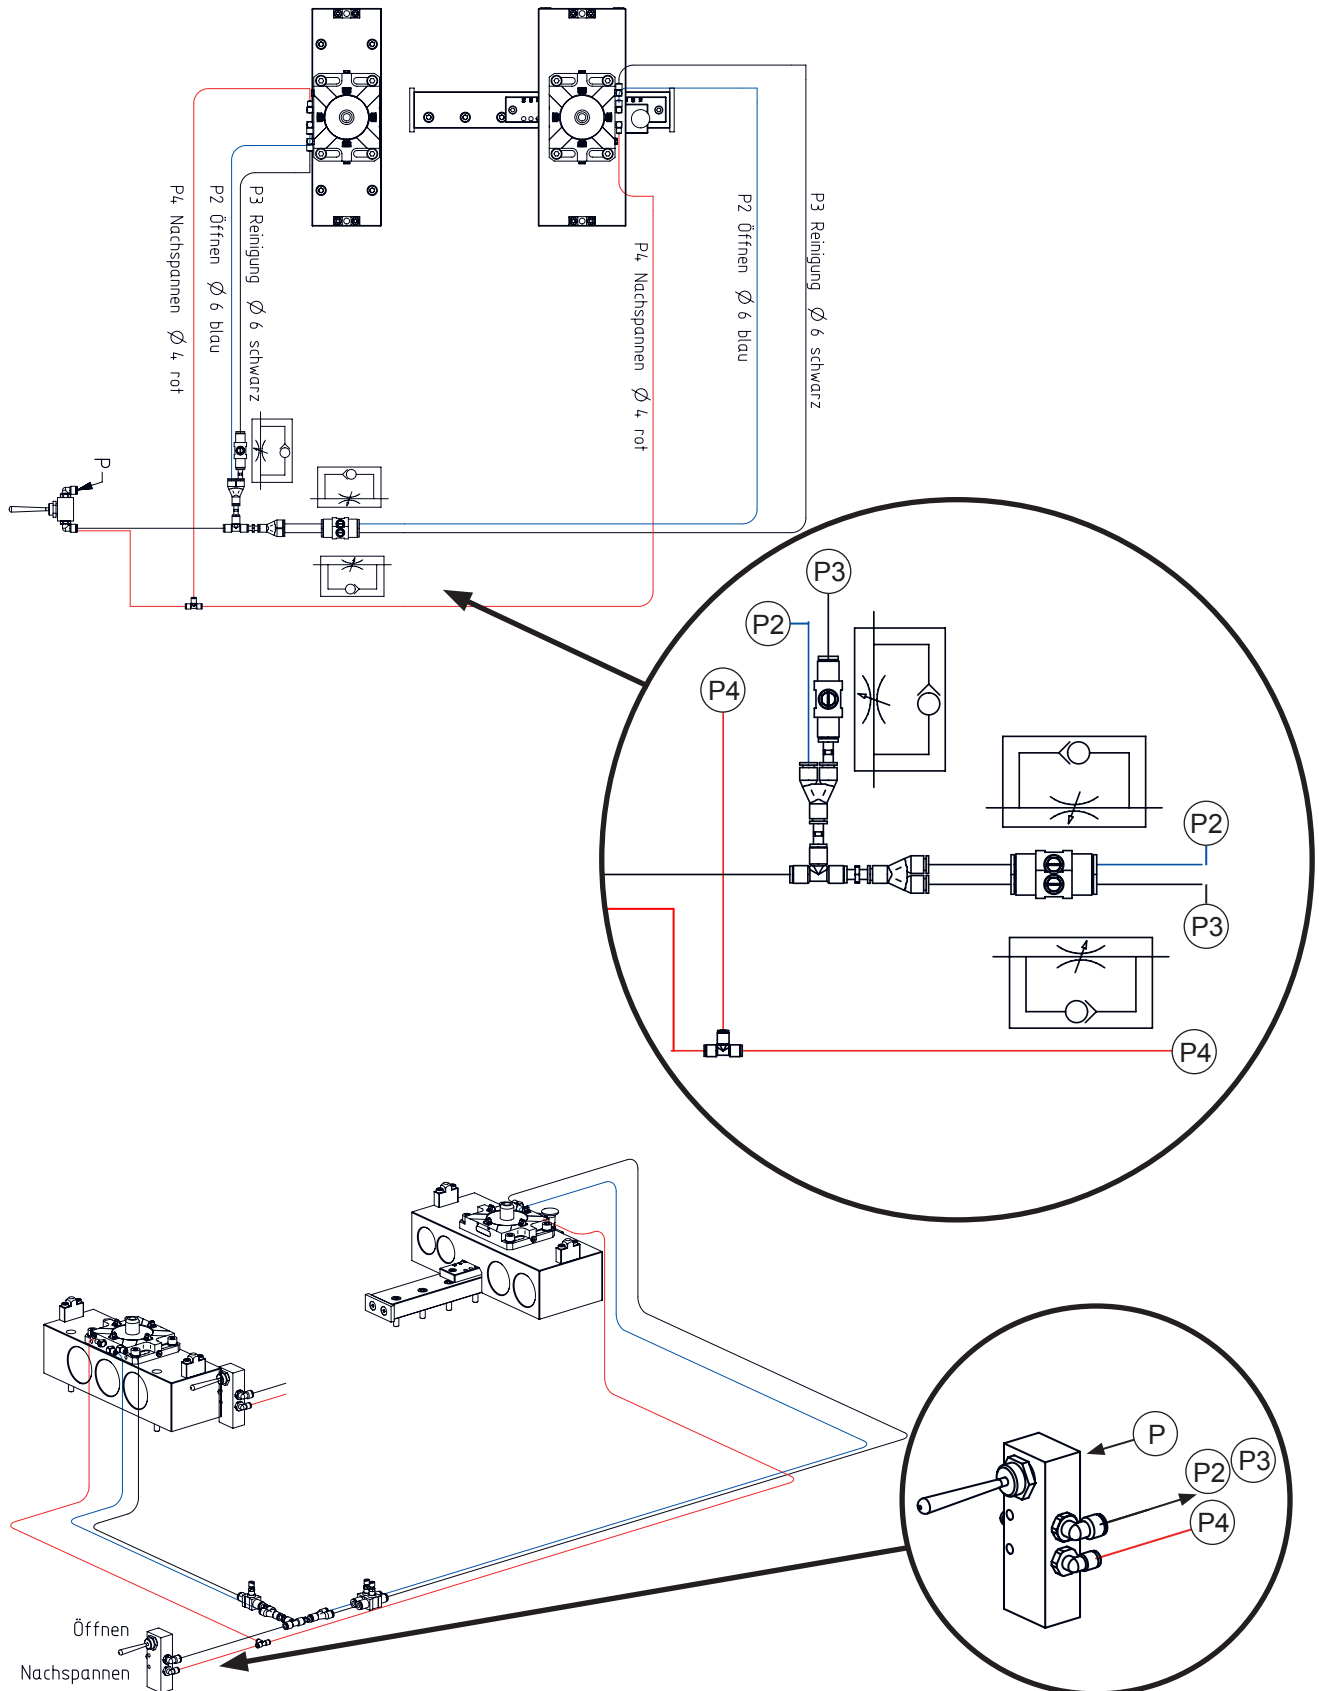 P4 Nachspannen Ø 4 rot
P2 Öffnen Ø 6 blau
P3 Reinigung Ø 6 schwarz
P4 Nachspannen Ø 4 rot
P2 Öffnen Ø 6 blau
P3 Reinigung Ø 6 schwarz
P
P3
P2
P4
P2
P3
P4
P
P2
P3
P4
Öffnen
Nachspannen